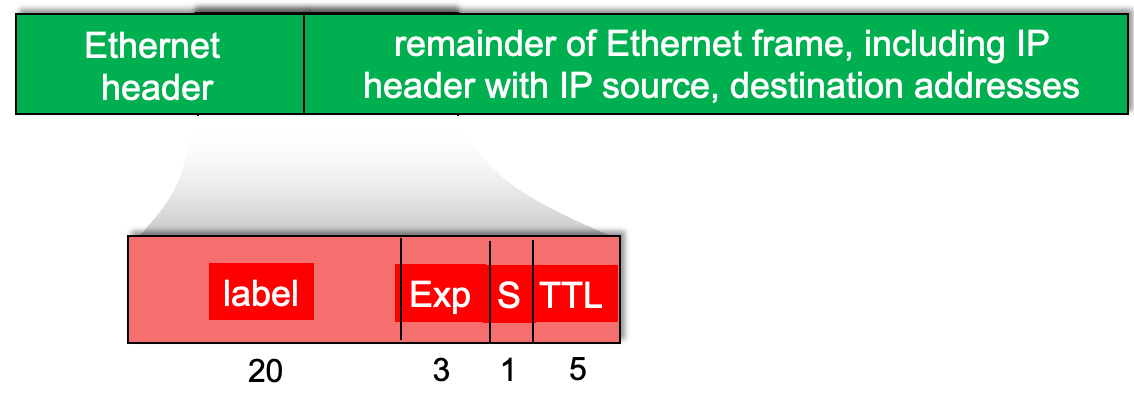 Ethernet
header
remainder of Ethernet frame, including IP
header with IP source, destination addresses
label Exp S TTL
20 3 1 5